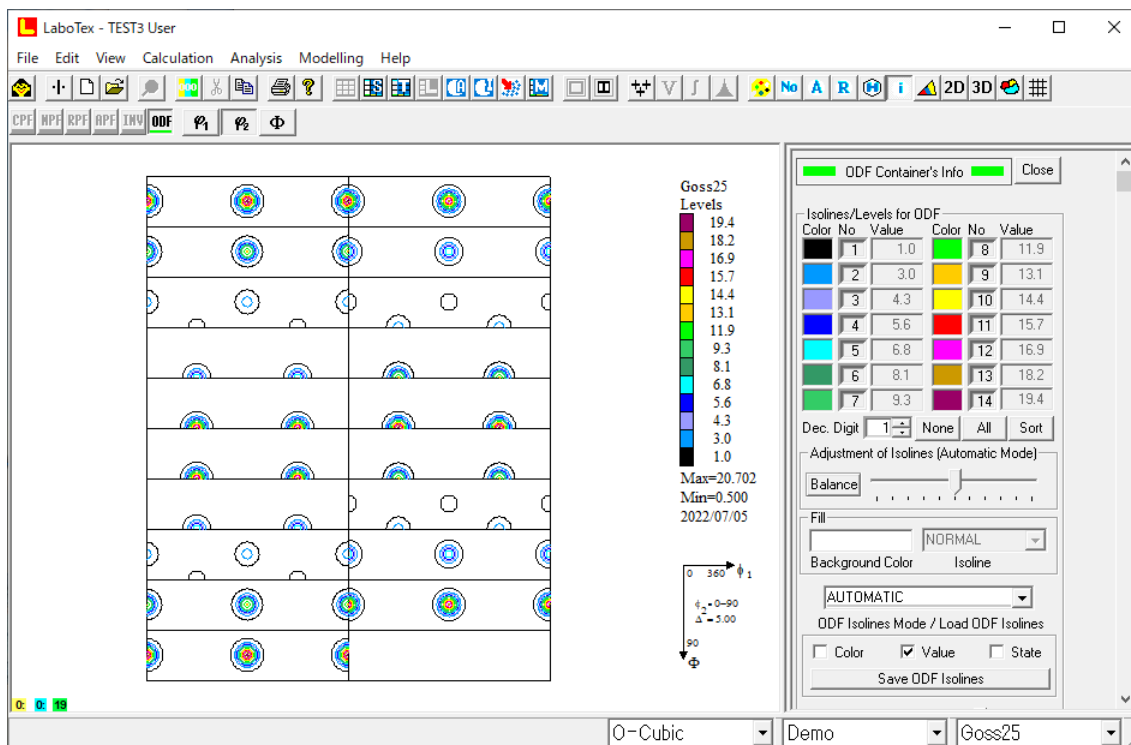 LaboTex - TEST3 User
File Edit View Calculation Analysis Modelling Help
No A R H i 2D 3D
CPF NPF RPF APF INV ODF φ1 φ2 Φ
Goss25
Levels
19.4
18.2
16.9
15.7
14.4
13.1
11.9
9.3
8.1
6.8
5.6
4.3
3.0
1.0
Max=20.702
Min=0.500
2022/07/05
0 360 ϕ1
ϕ2=0-90
Δ=5.00
90
Φ
ODF Container's Info Close
Isolines/Levels for ODF
Color No Value Color No Value
1 1.0 8 11.9
2 3.0 9 13.1
3 4.3 10 14.4
4 5.6 11 15.7
5 6.8 12 16.9
6 8.1 13 18.2
7 9.3 14 19.4
Dec. Digit 1 None All Sort
Adjustment of Isolines (Automatic Mode)
Balance
Fill
NORMAL
Background Color Isoline
AUTOMATIC
ODF Isolines Mode / Load ODF Isolines
Color Value State
Save ODF Isolines
0: 0: 19
O-Cubic Demo Goss25